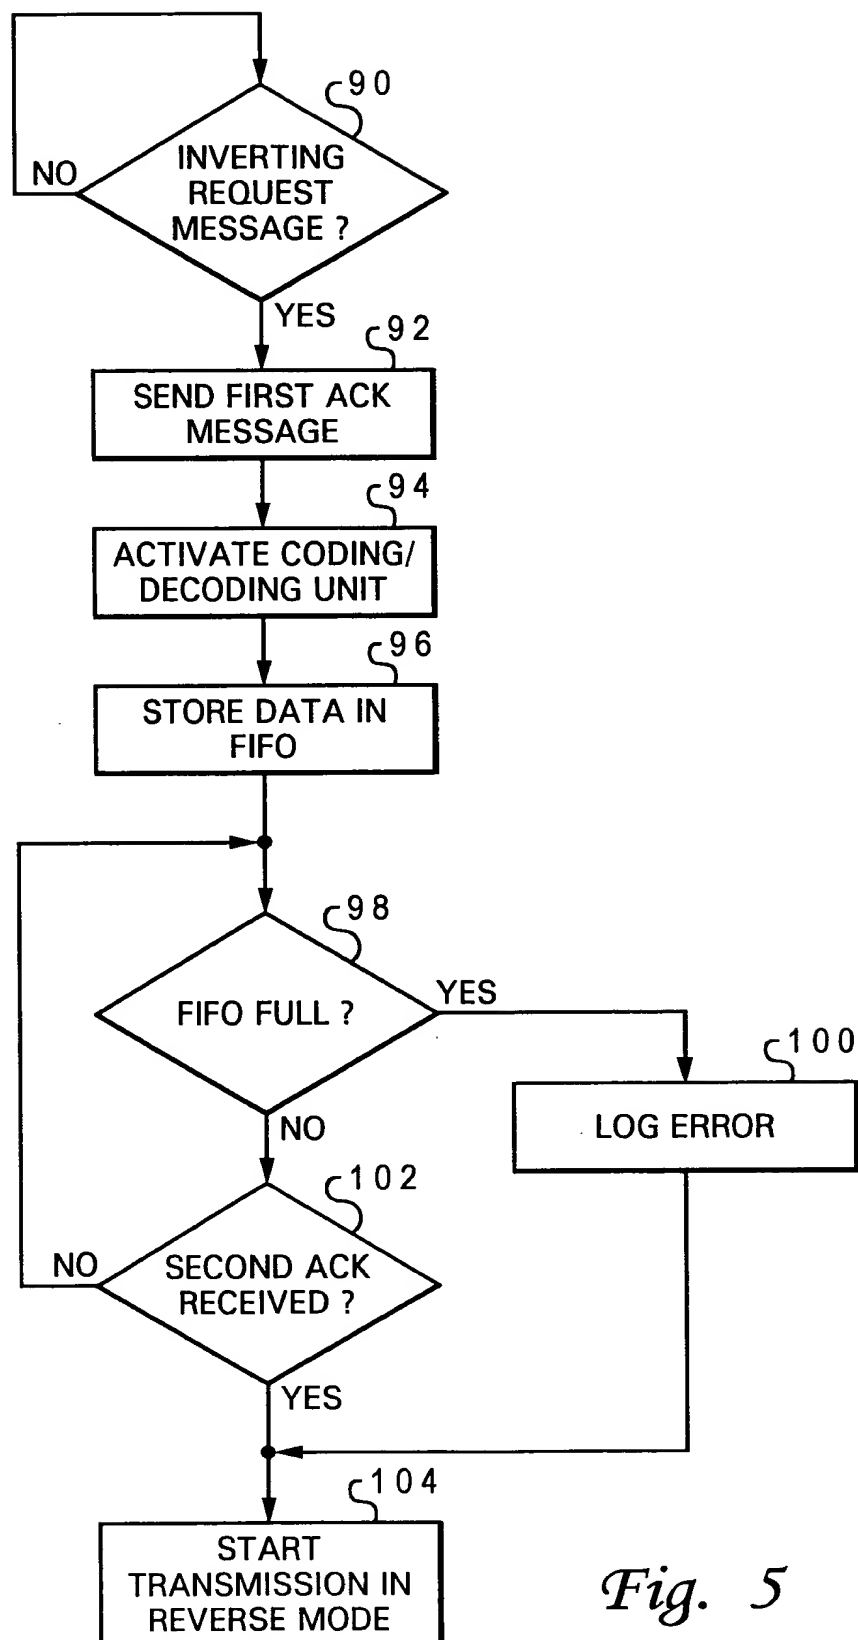 90
INVERTING
REQUEST
MESSAGE ?
NO
YES
92
SEND FIRST ACK
MESSAGE
94
ACTIVATE CODING/
DECODING UNIT
96
STORE DATA IN
FIFO
98
FIFO FULL ?
YES
100
LOG ERROR
NO
102
SECOND ACK
RECEIVED ?
NO
YES
104
START
TRANSMISSION IN
REVERSE MODE
Fig. 5